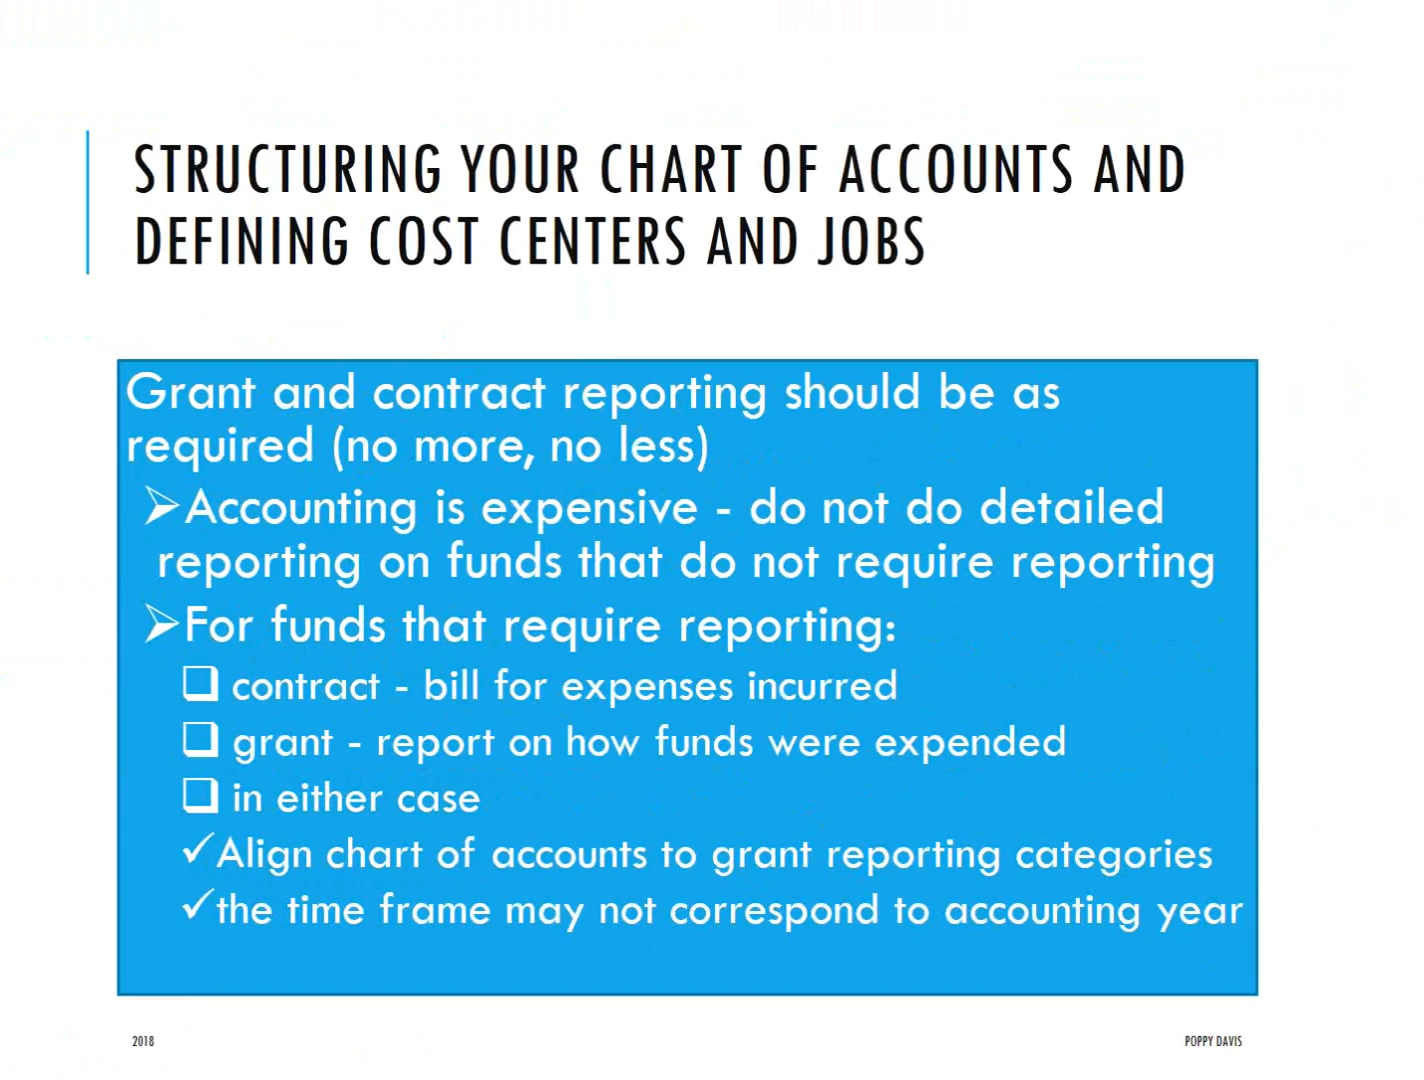 STRUCTURING YOUR CHART OF ACCOUNTS AND
DEFINING COST CENTERS AND JOBS
Grant and contract reporting should be as
required (no more, no less)
➢Accounting is expensive - do not do detailed
reporting on funds that do not require reporting
➢For funds that require reporting:
❑ contract - bill for expenses incurred
❑ grant - report on how funds were expended
❑ in either case
✓Align chart of accounts to grant reporting categories
✓the time frame may not correspond to accounting year
2018
POPPY DAVIS